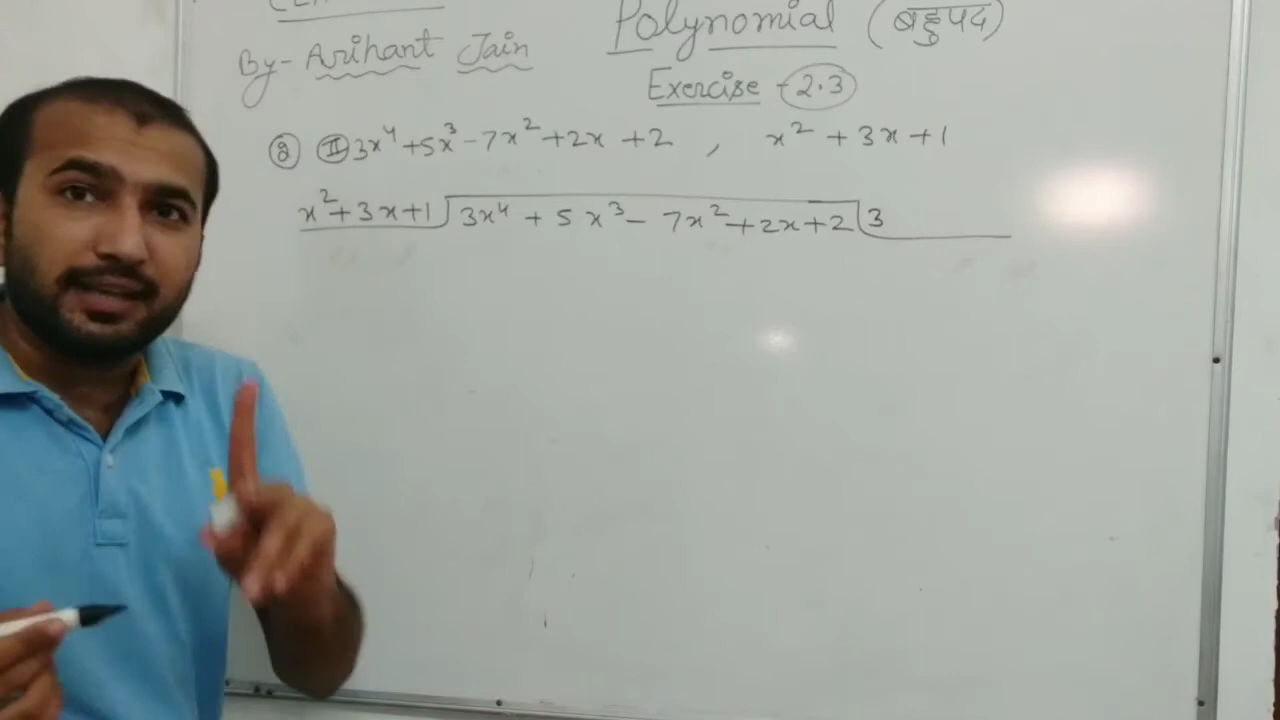 Polynomial (बहुपद)
By- Arihant Jain
Exercise - 2.3
2 II 3x⁴ + 5x³ - 7x² + 2x + 2 , x² + 3x + 1
x² + 3x + 1 3x⁴ + 5x³ - 7x² + 2x + 2 3